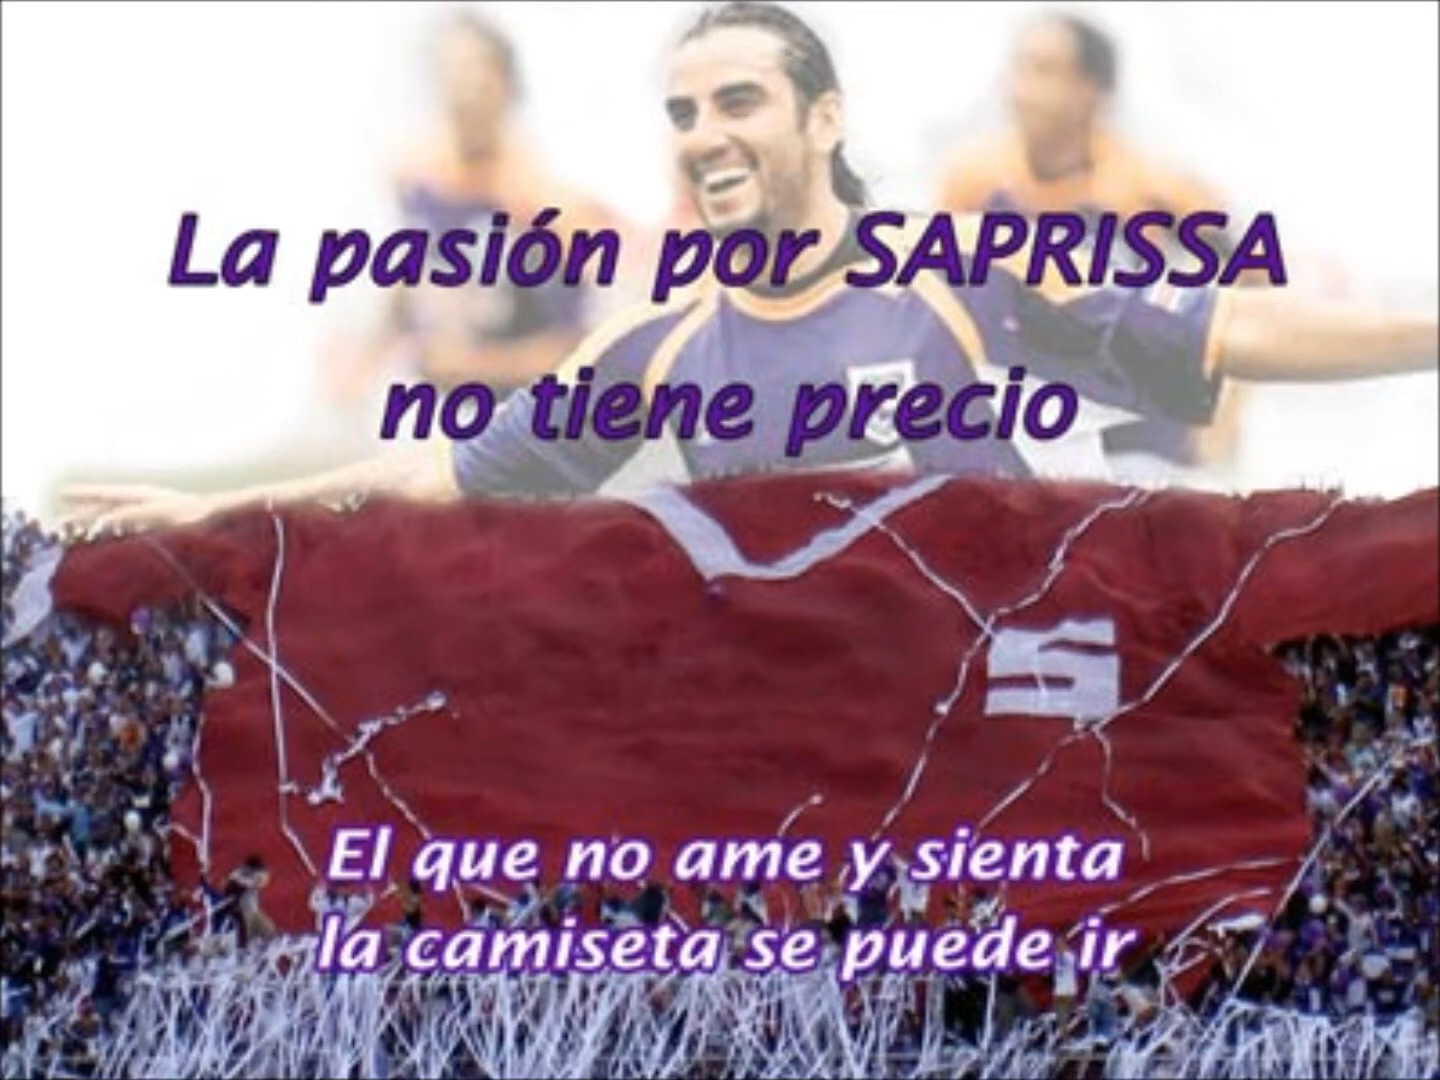 La pasión por SAPRISSA
no tiene precio
S
El que no ame y sienta
la camiseta se puede ir